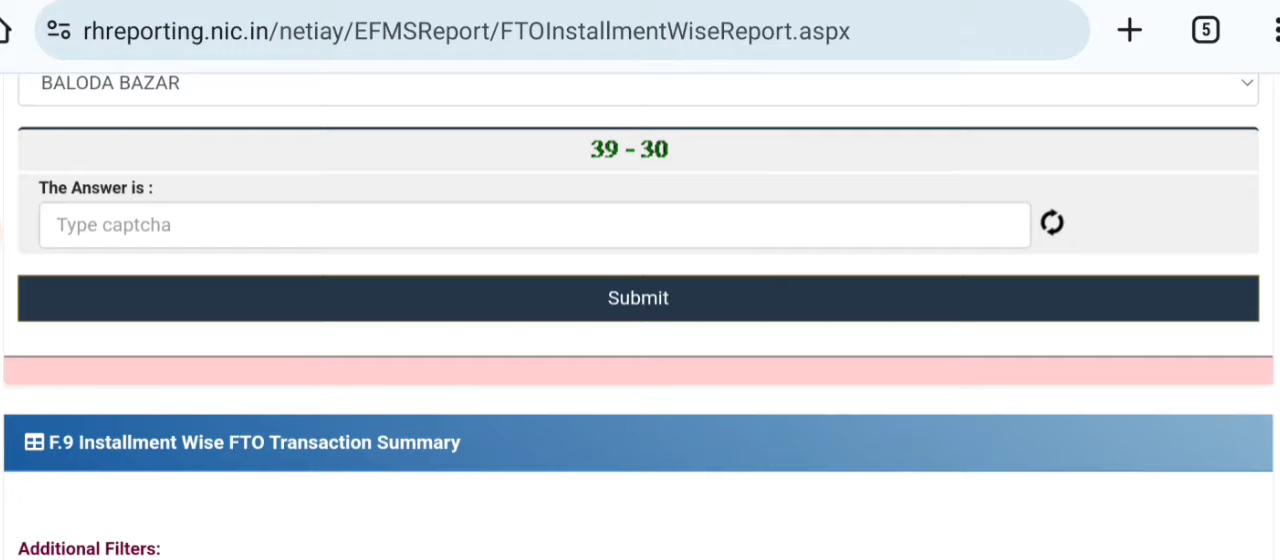 rhreporting.nic.in/netiay/EFMSReport/FTOInstallmentWiseReport.aspx
5
BALODA BAZAR
39 - 30
The Answer is :
Type captcha
Submit
F.9 Installment Wise FTO Transaction Summary
Additional Filters: